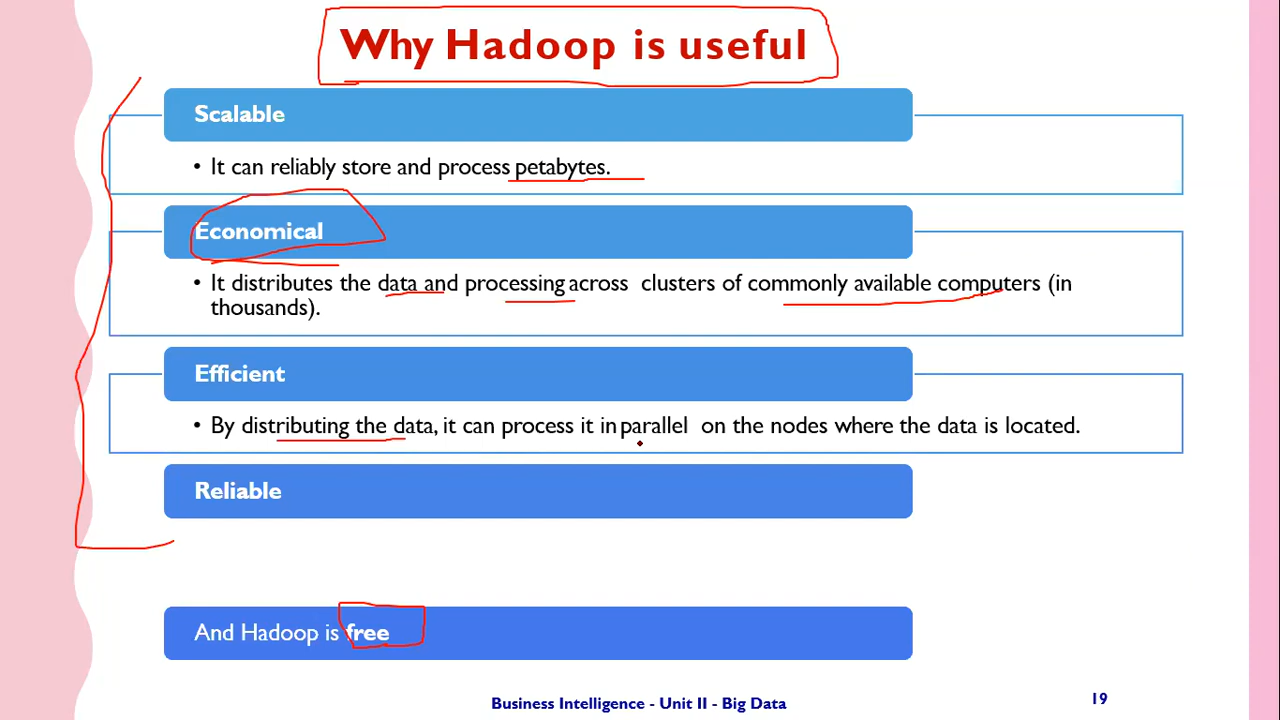 Why Hadoop is useful
Scalable
• It can reliably store and process petabytes.
Economical
• It distributes the data and processing across clusters of commonly available computers (in
thousands).
Efficient
• By distributing the data, it can process it in parallel on the nodes where the data is located.
Reliable
And Hadoop is free
Business Intelligence - Unit II - Big Data
19